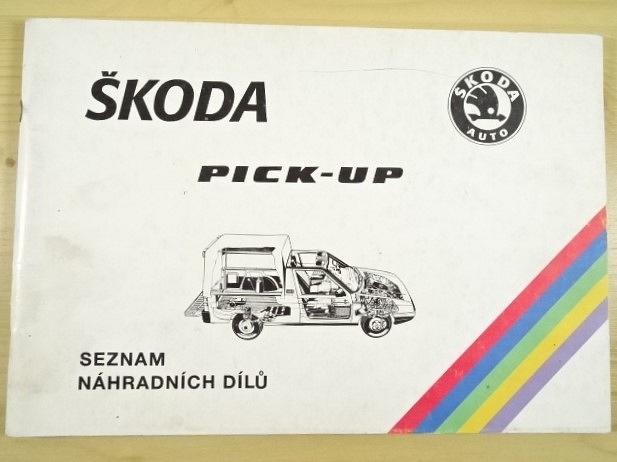 ŠKODA
ŠKODA
AUTO
PICK-UP
SEZNAM
NÁHRADNÍCH DÍLŮ